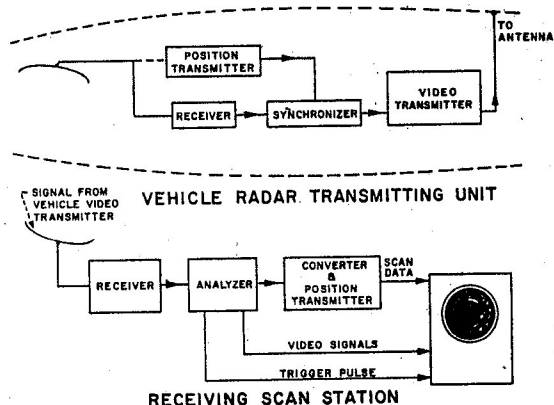 TO
ANTENNA
POSITION
TRANSMITTER
RECEIVER
SYNCHRONIZER
VIDEO
TRANSMITTER
VEHICLE RADAR TRANSMITTING UNIT
SIGNAL FROM
VEHICLE VIDEO
TRANSMITTER
RECEIVER
ANALYZER
CONVERTER
&
POSITION
TRANSMITTER
SCAN
DATA
VIDEO SIGNALS
TRIGGER PULSE
RECEIVING SCAN STATION